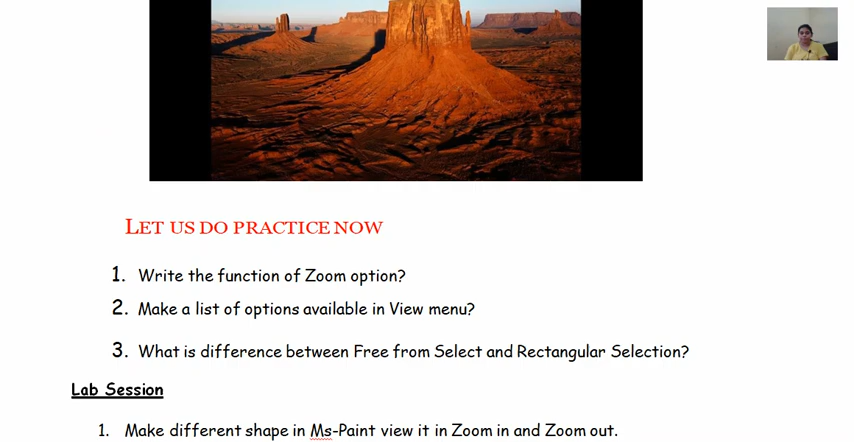 LET US DO PRACTICE NOW
1. Write the function of Zoom option?
2. Make a list of options available in View menu?
3. What is difference between Free from Select and Rectangular Selection?
Lab Session
1. Make different shape in Ms-Paint view it in Zoom in and Zoom out.